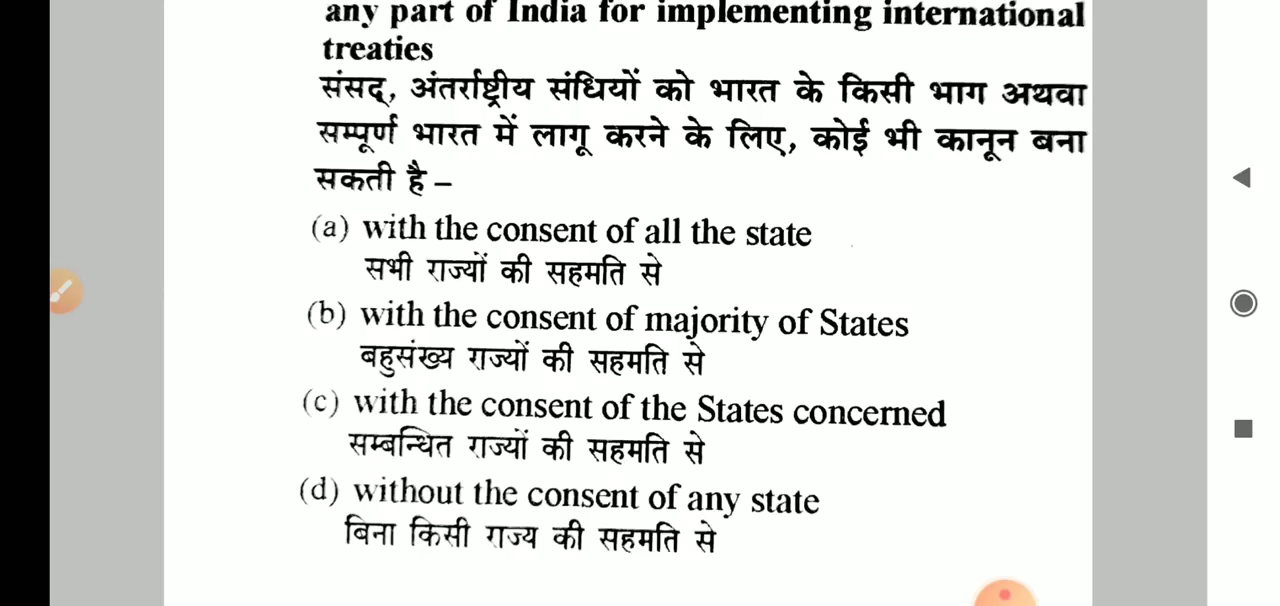 any part of India for implementing international
treaties
संसद्, अंतर्राष्ट्रीय संधियों को भारत के किसी भाग अथवा
सम्पूर्ण भारत में लागू करने के लिए, कोई भी कानून बना
सकती है –
(a) with the consent of all the state
सभी राज्यों की सहमति से
(b) with the consent of majority of States
बहुसंख्य राज्यों की सहमति से
(c) with the consent of the States concerned
सम्बन्धित राज्यों की सहमति से
(d) without the consent of any state
बिना किसी राज्य की सहमति से